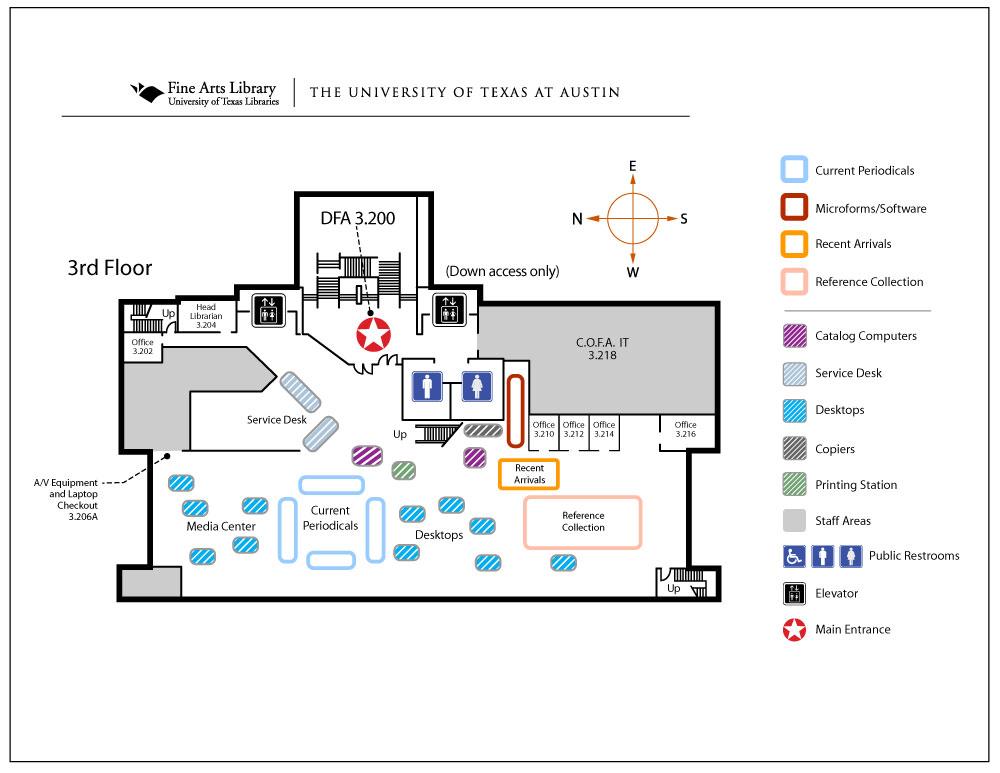 Fine Arts Library
University of Texas Libraries
THE UNIVERSITY OF TEXAS AT AUSTIN
3rd Floor
DFA 3.200
(Down access only)
E
N
S
W
Up
Head
Librarian
3.204
Office
3.202
C.O.F.A. IT
3.218
Service Desk
Up
Office
3.210
Office
3.212
Office
3.214
Office
3.216
Recent
Arrivals
A/V Equipment
and Laptop
Checkout
3.206A
Media Center
Current
Periodicals
Desktops
Reference
Collection
Up
Current Periodicals
Microforms/Software
Recent Arrivals
Reference Collection
Catalog Computers
Service Desk
Desktops
Copiers
Printing Station
Staff Areas
Public Restrooms
Elevator
Main Entrance